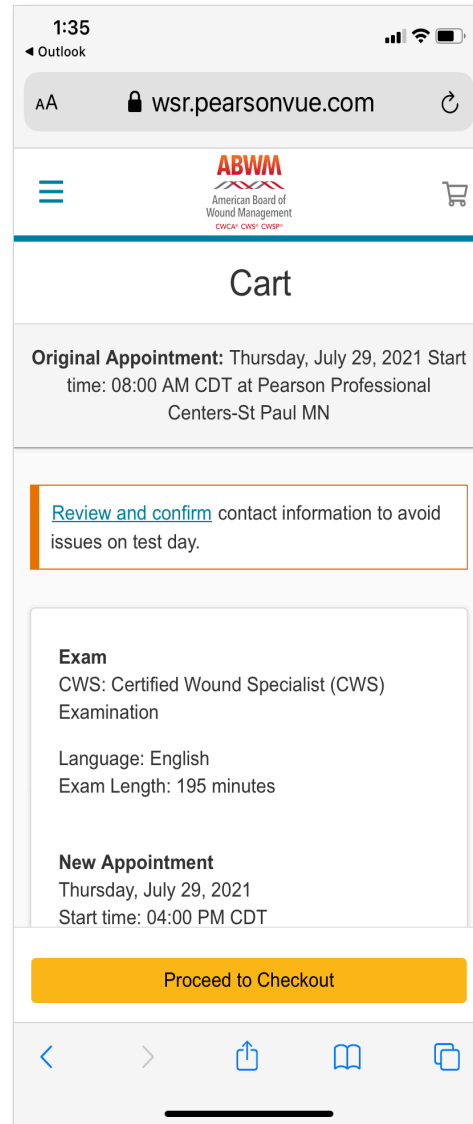 1:35
◀ Outlook
AA wsr.pearsonvue.com
ABWM
American Board of
Wound Management
CWCA® CWS® CWSP®
Cart
Original Appointment: Thursday, July 29, 2021 Start
time: 08:00 AM CDT at Pearson Professional
Centers-St Paul MN
Review and confirm contact information to avoid
issues on test day.
Exam
CWS: Certified Wound Specialist (CWS)
Examination
Language: English
Exam Length: 195 minutes
New Appointment
Thursday, July 29, 2021
Start time: 04:00 PM CDT
Proceed to Checkout